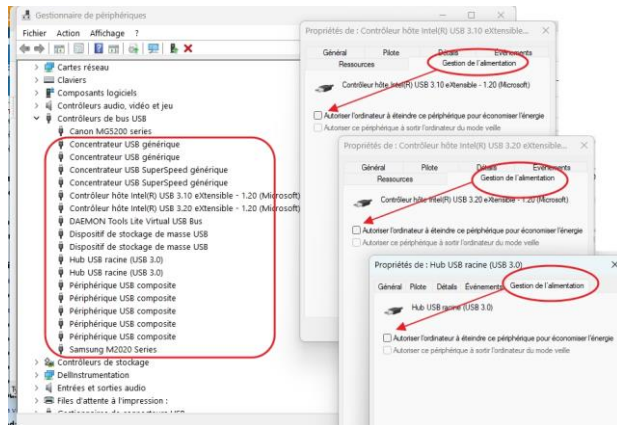 Gestionnaire de périphériques
Fichier Action Affichage ?
Cartes réseau
Claviers
Composants logiciels
Contrôleurs audio, vidéo et jeu
Contrôleurs de bus USB
Canon MG5200 series
Concentrateur USB générique
Concentrateur USB générique
Concentrateur USB SuperSpeed générique
Concentrateur USB SuperSpeed générique
Contrôleur hôte Intel(R) USB 3.10 eXtensible - 1.20 (Microsoft)
Contrôleur hôte Intel(R) USB 3.20 eXtensible - 1.20 (Microsoft)
DAEMON Tools Lite Virtual USB Bus
Dispositif de stockage de masse USB
Dispositif de stockage de masse USB
Hub USB racine (USB 3.0)
Hub USB racine (USB 3.0)
Périphérique USB composite
Périphérique USB composite
Périphérique USB composite
Périphérique USB composite
Périphérique USB composite
Samsung M2020 Series
Contrôleurs de stockage
DellInstrumentation
Entrées et sorties audio
Files d'attente à l'impression :
Gestionnaires de connecteurs USB
Propriétés de : Contrôleur hôte Intel(R) USB 3.10 eXtensible...
Général Pilote Détails Événements
Ressources Gestion de l'alimentation
Contrôleur hôte Intel(R) USB 3.10 eXtensible - 1.20 (Microsoft)
Autoriser l'ordinateur à éteindre ce périphérique pour économiser l'énergie
Autoriser ce périphérique à sortir l'ordinateur du mode veille
Propriétés de : Contrôleur hôte Intel(R) USB 3.20 eXtensible...
Général Pilote Détails Événements
Ressources Gestion de l'alimentation
Contrôleur hôte Intel(R) USB 3.20 eXtensible - 1.20 (Microsoft)
Autoriser l'ordinateur à éteindre ce périphérique pour économiser l'énergie
Autoriser ce périphérique à sortir l'ordinateur du mode veille
Propriétés de : Hub USB racine (USB 3.0)
Général Pilote Détails Événements Gestion de l'alimentation
Hub USB racine (USB 3.0)
Autoriser l'ordinateur à éteindre ce périphérique pour économiser l'énergie
Autoriser ce périphérique à sortir l'ordinateur du mode veille